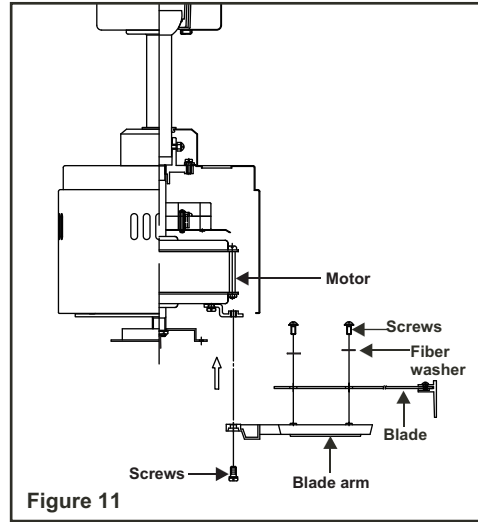 Motor
Screws
Fiber
washer
Blade
Blade arm
Screws
Figure 11